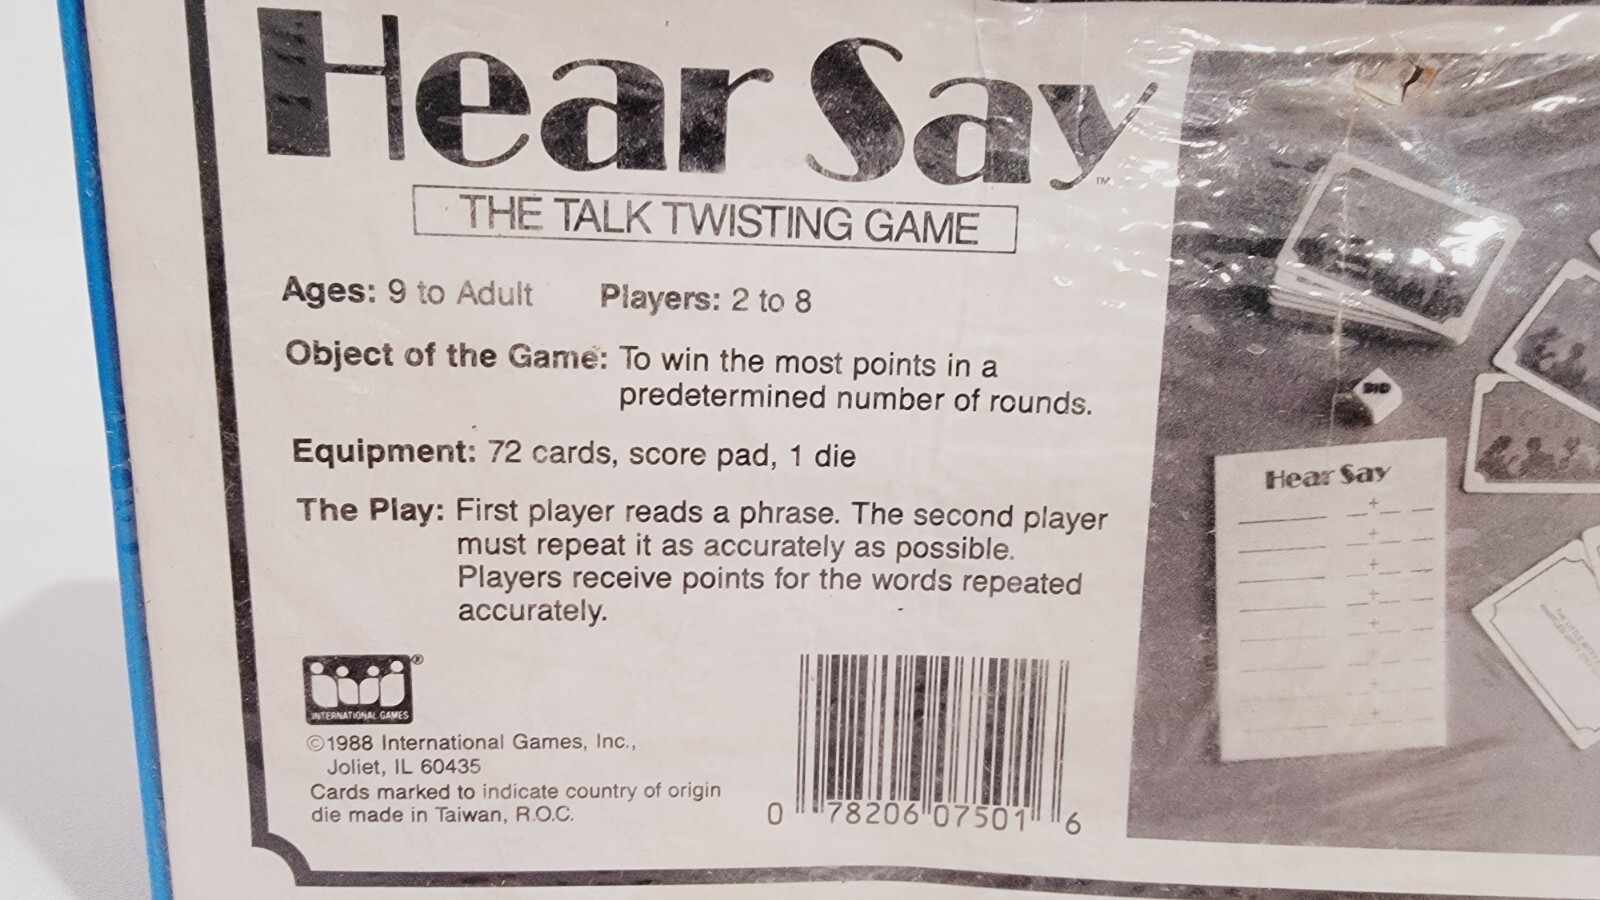 Hear Say™
THE TALK TWISTING GAME
Ages: 9 to Adult Players: 2 to 8
Object of the Game: To win the most points in a
predetermined number of rounds.
Equipment: 72 cards, score pad, 1 die
The Play: First player reads a phrase. The second player
must repeat it as accurately as possible.
Players receive points for the words repeated
accurately.
INTERNATIONAL GAMES
®
©1988 International Games, Inc.,
Joliet, IL 60435
Cards marked to indicate country of origin
die made in Taiwan, R.O.C.
0 78206 07501 6
BID
Hear Say